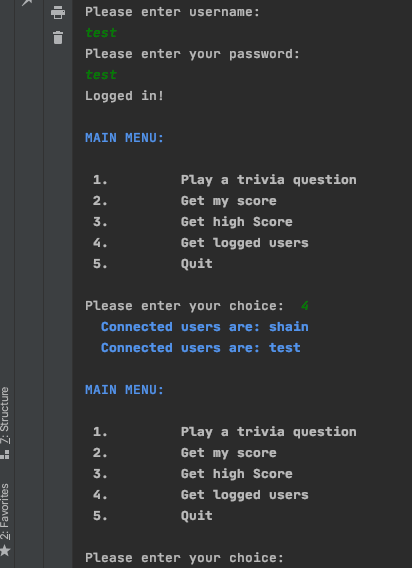 Please enter username:
test
Please enter your password:
test
Logged in!
MAIN MENU:
1. Play a trivia question
2. Get my score
3. Get high Score
4. Get logged users
5. Quit
Please enter your choice: 4
Connected users are: shain
Connected users are: test
MAIN MENU:
1. Play a trivia question
2. Get my score
3. Get high Score
4. Get logged users
5. Quit
Please enter your choice:
7: Structure
2: Favorites